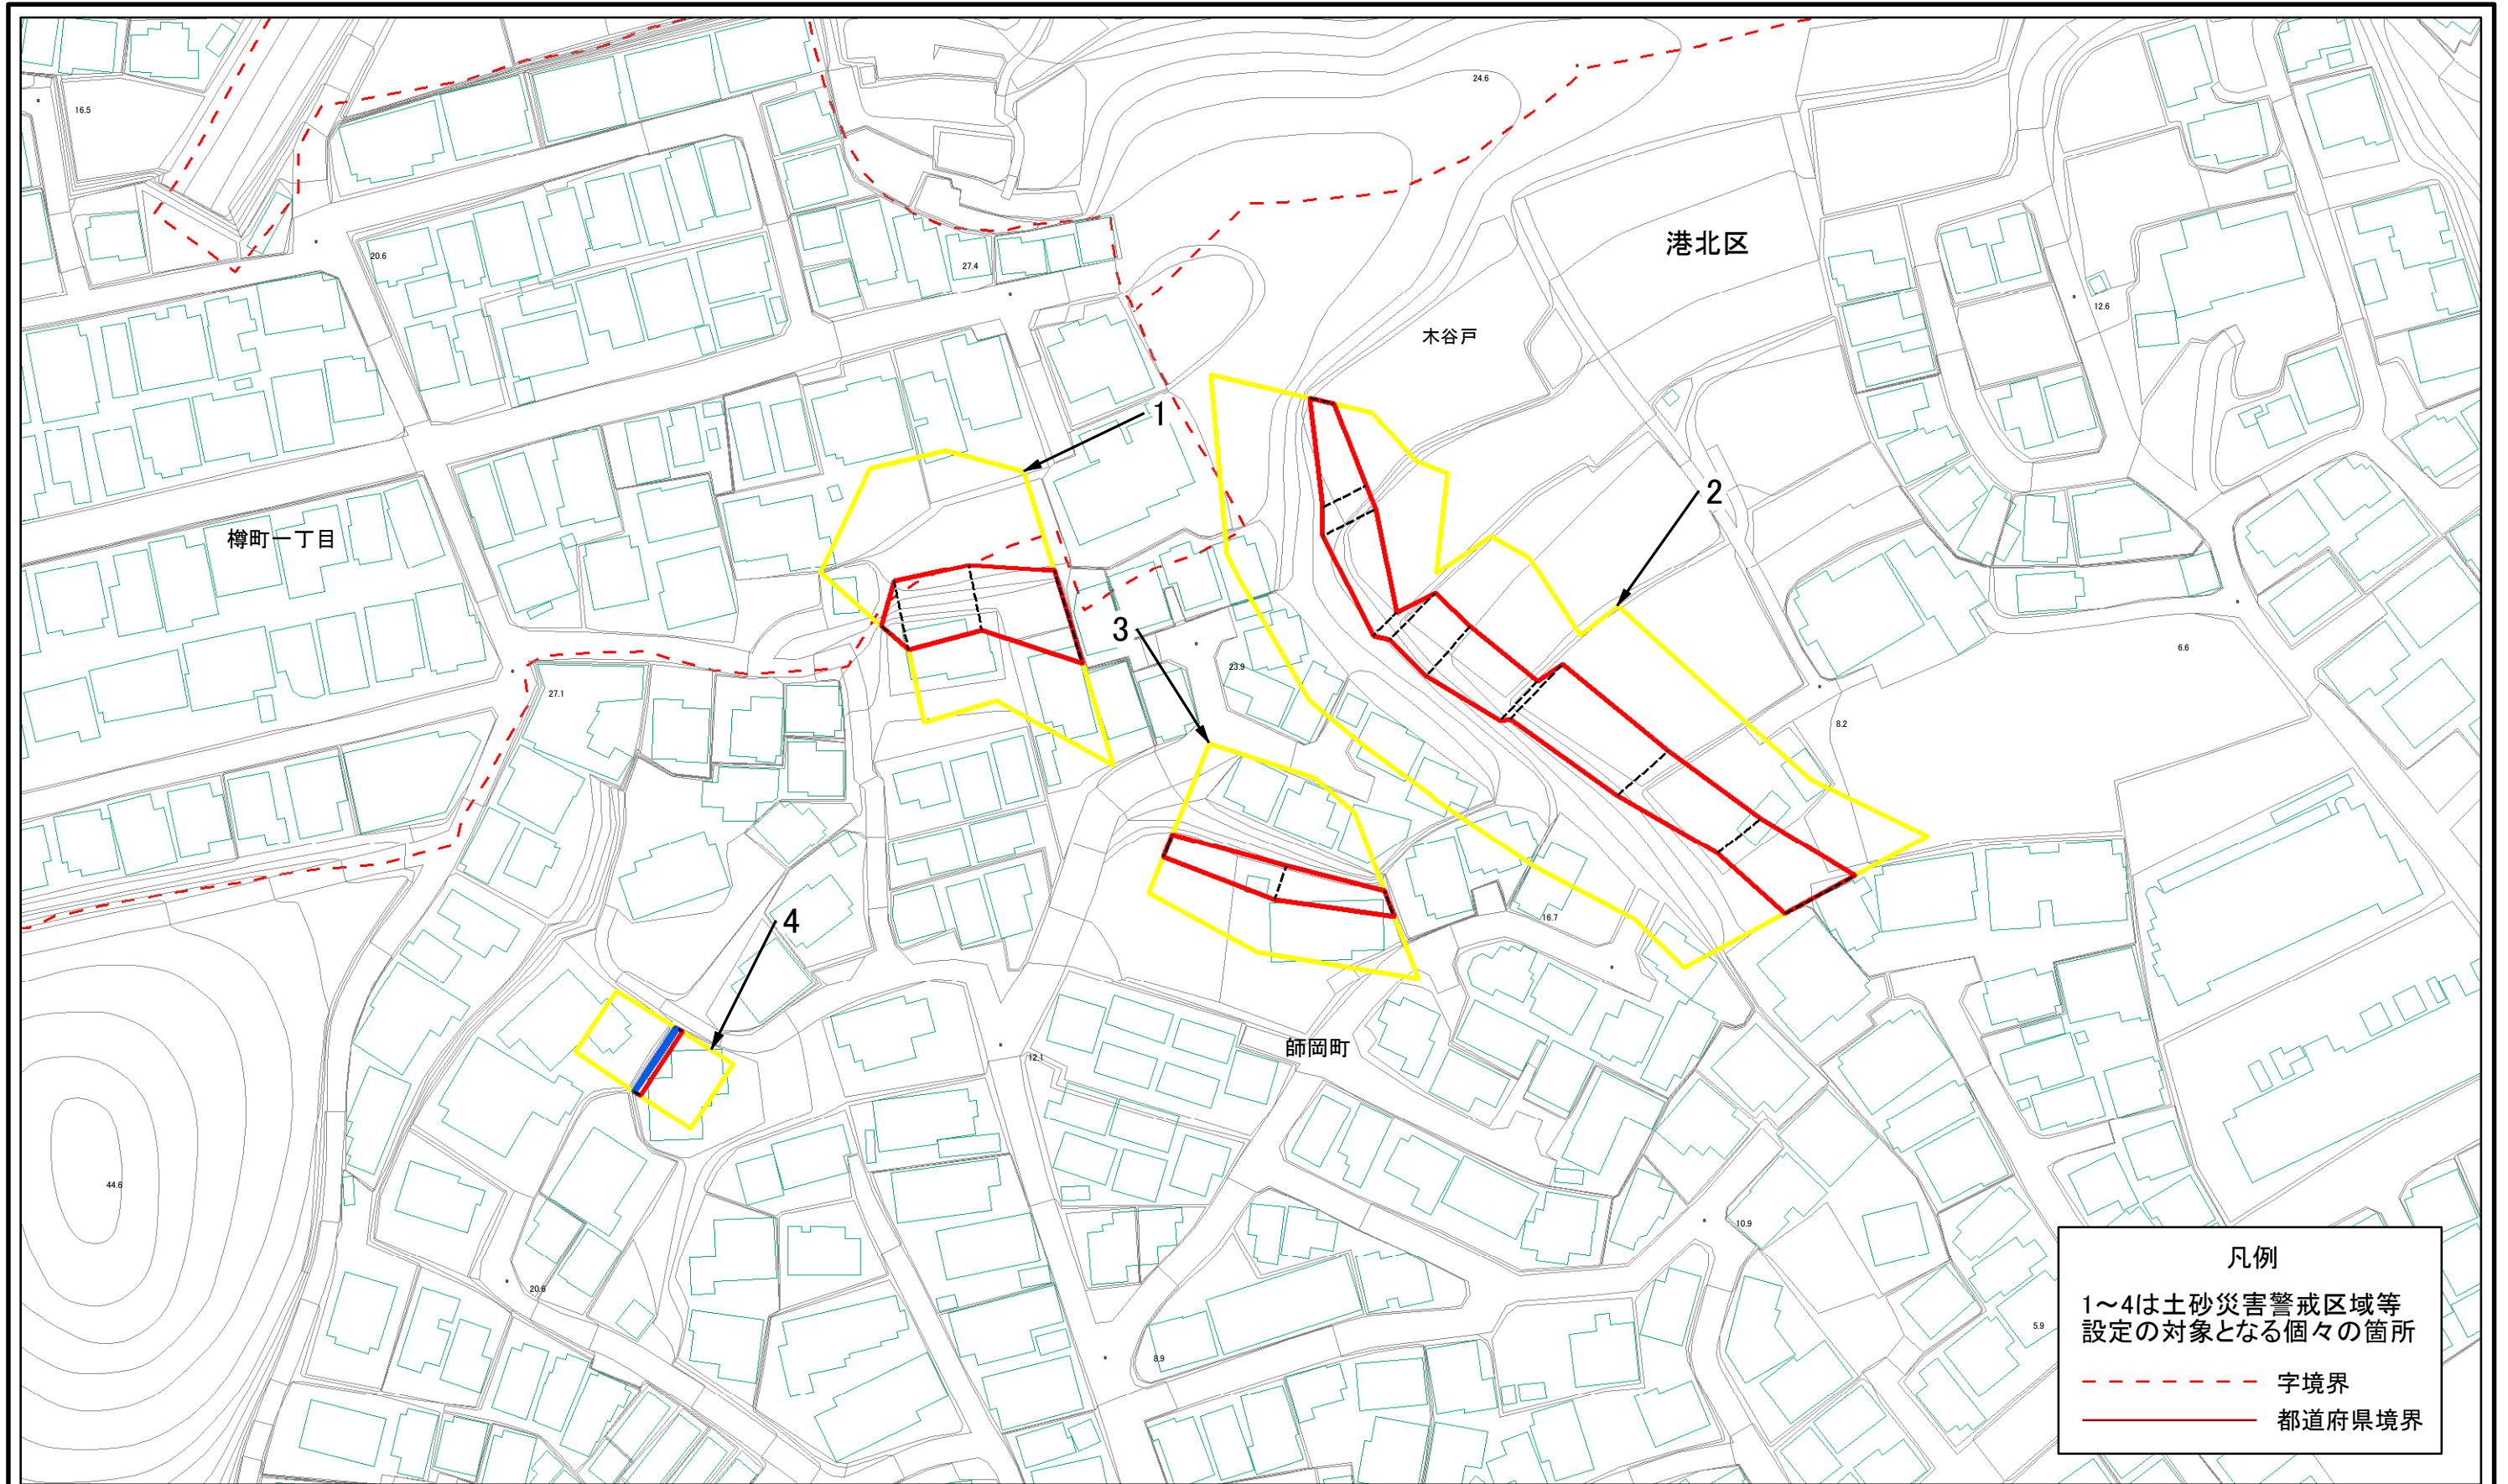 24.6
16.5
港北区
20.6
27.4
12.6
木谷戸
1
2
樽町一丁目
3
23.9
6.6
27.1
8.2
4
16.7
師岡町
12.1
44.6
10.9
20.6
5.9
8.9
凡例
1～4は土砂災害警戒区域等
設定の対象となる個々の箇所
字境界
都道府県境界